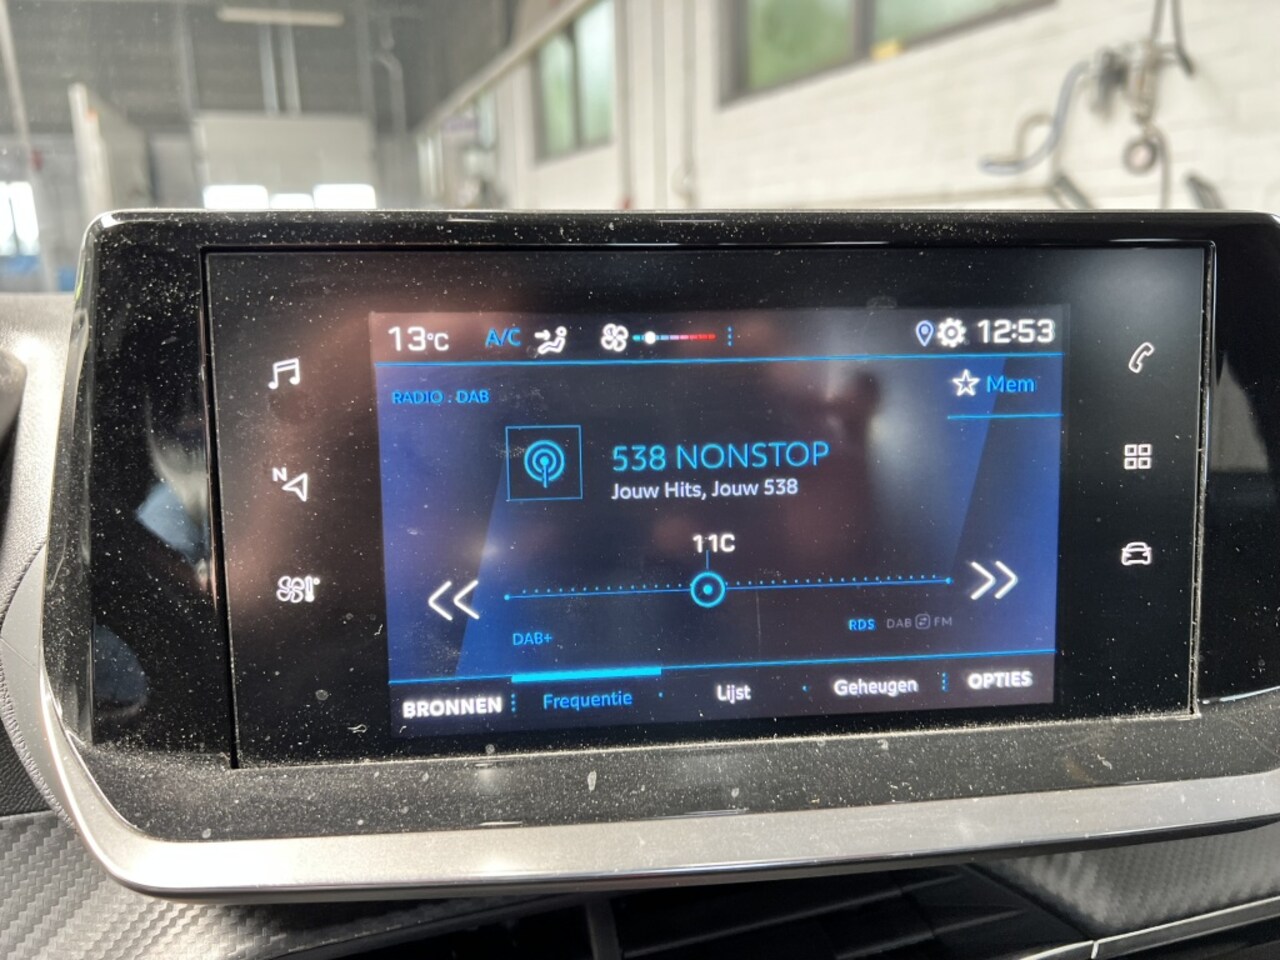 13°C A/C 12:53
Mem
RADIO . DAB
538 NONSTOP
Jouw Hits, Jouw 538
11C
N
DAB+ RDS DAB FM
BRONNEN Frequentie Lijst Geheugen OPTIES